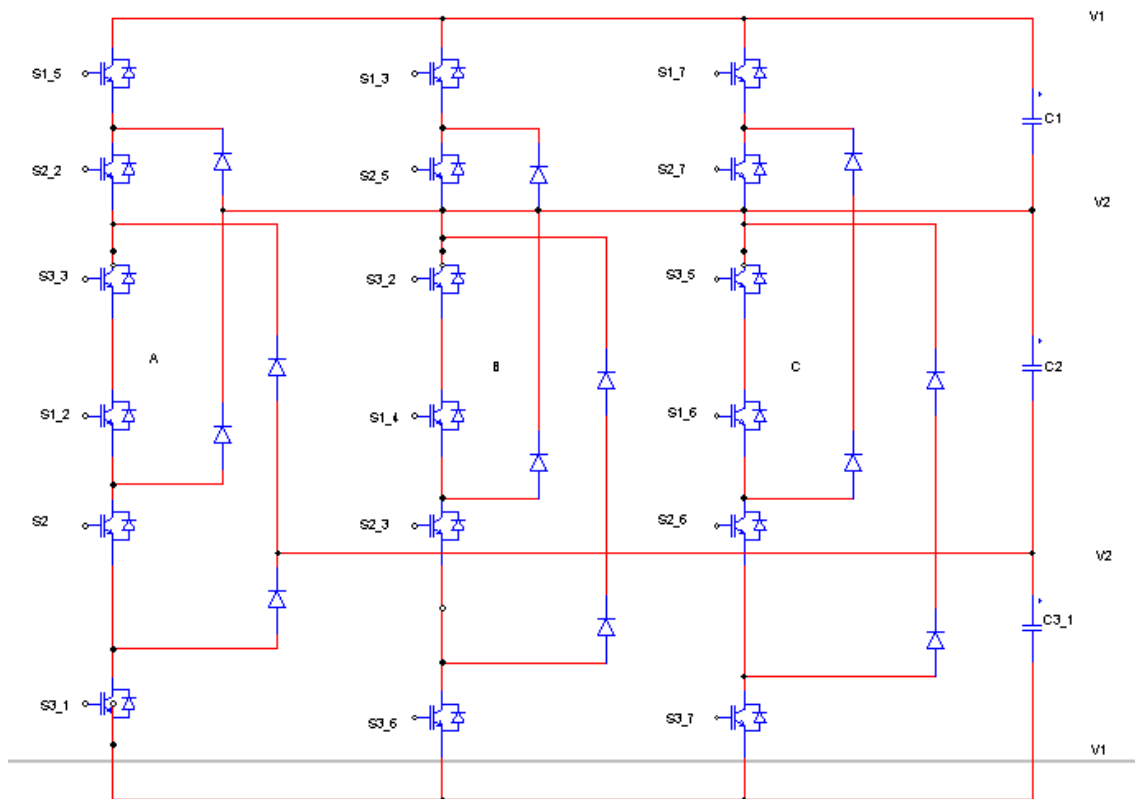 V1
S1_5
S1_3
S1_7
C1
S2_2
S2_5
S2_7
V2
S3_3
S3_2
S3_5
A
B
C
C2
S1_2
S1_4
S1_6
S2
S2_3
S2_6
V2
C3_1
S3_1
S3_6
S3_7
V1